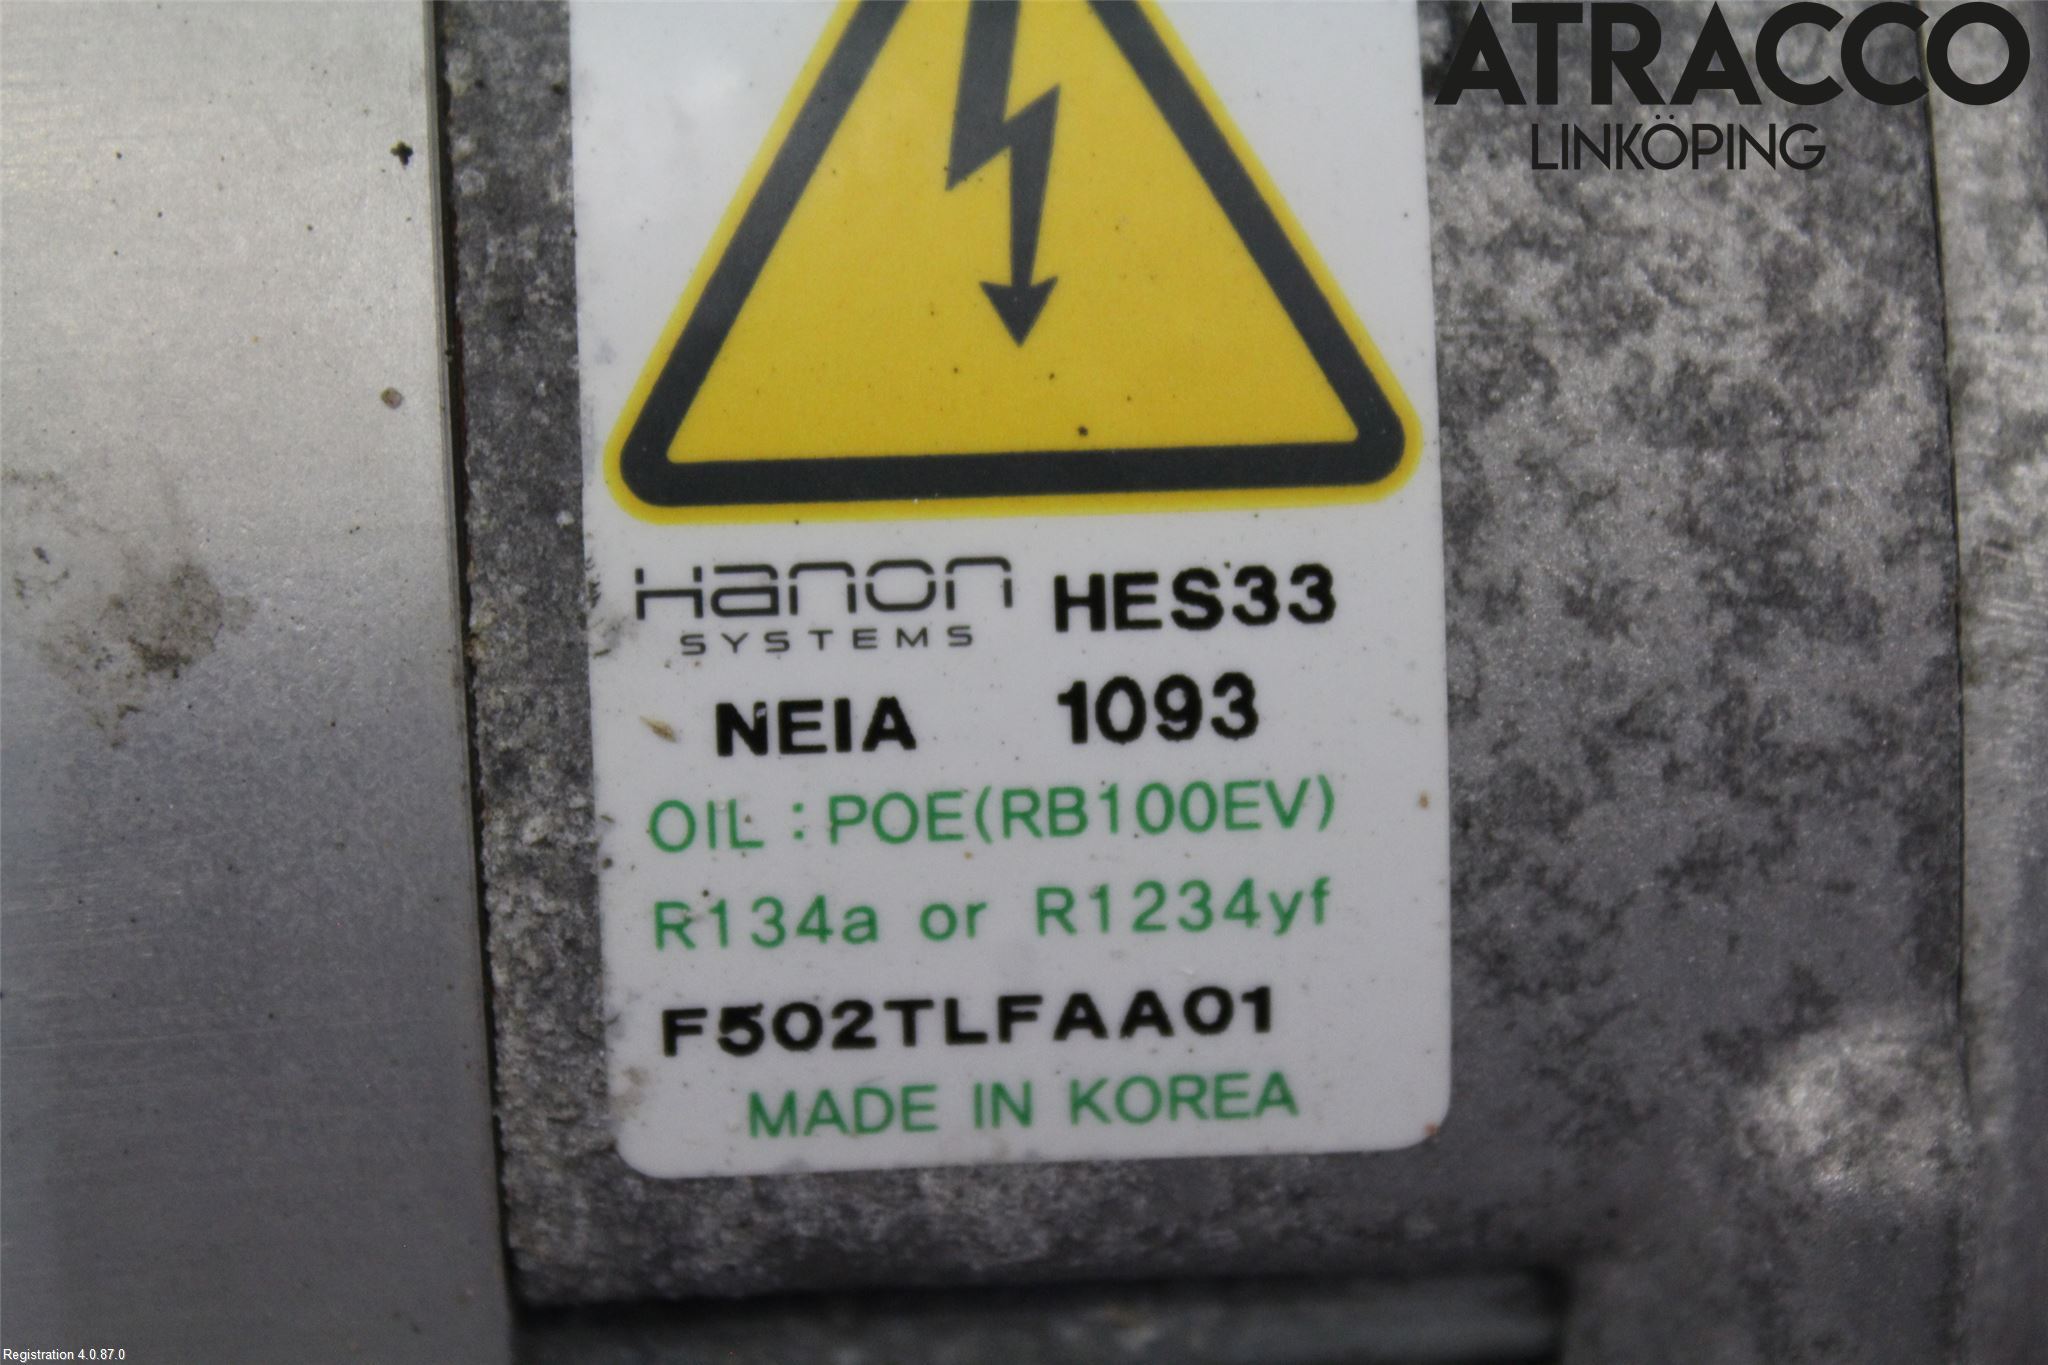 ATRACCO
LINKÖPING
Hanon HES33
SYSTEMS
NEIA 1093
OIL : POE(RB100EV)
R134a or R1234yf
F502TLFAA01
MADE IN KOREA
Registration 4.0.87.0